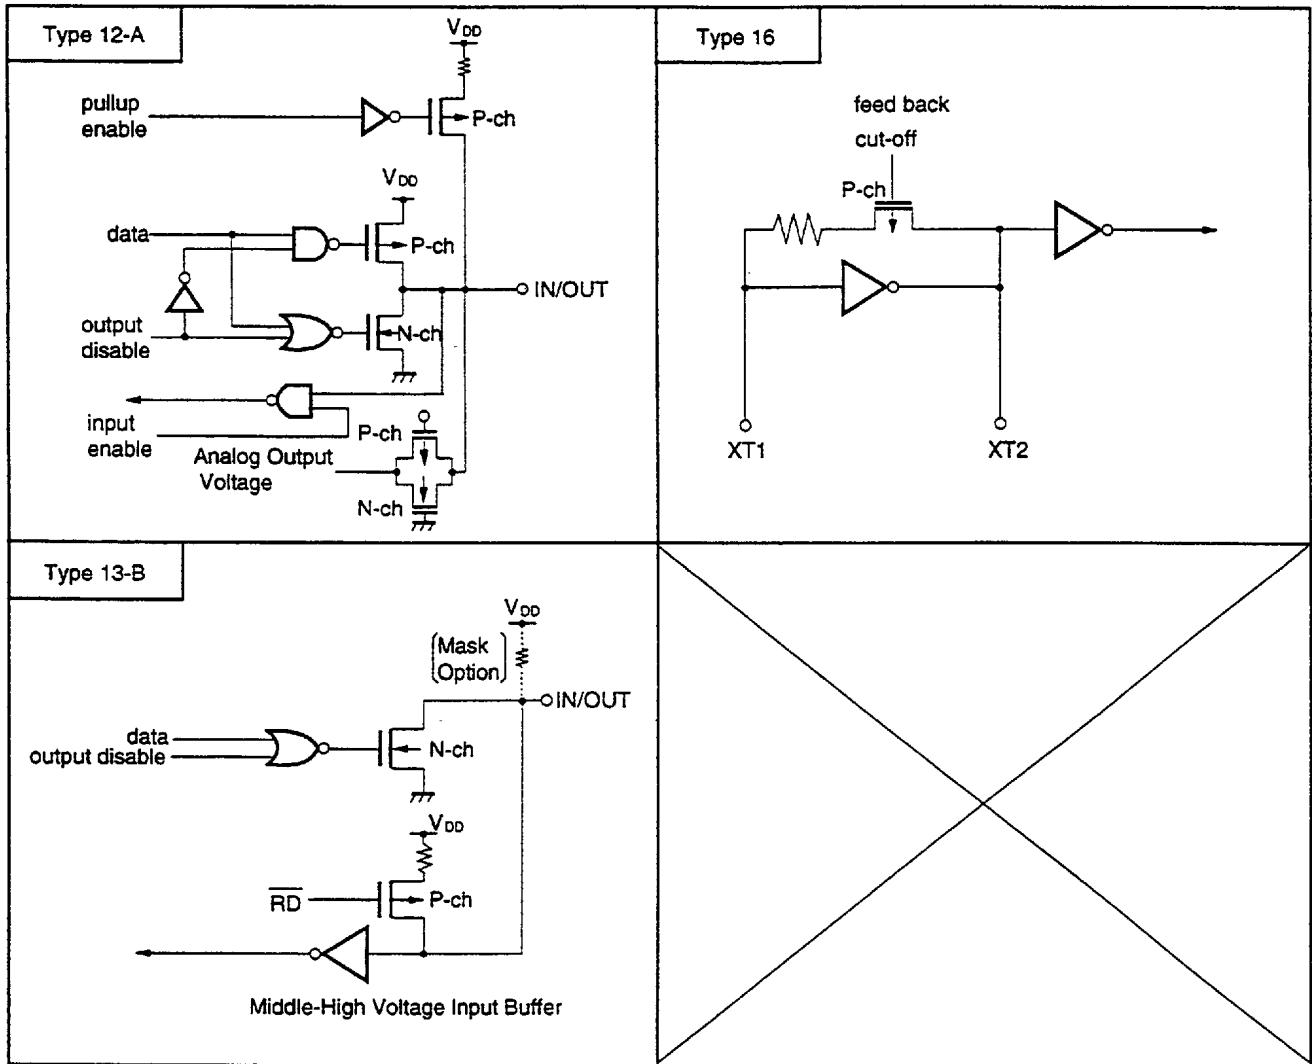 Type 12-A
VDD
pullup
enable
P-ch
VDD
data
P-ch
IN/OUT
output
disable
N-ch
input
enable
P-ch
Analog Output
Voltage
N-ch
Type 16
feed back
cut-off
P-ch
XT1
XT2
Type 13-B
VDD
(Mask
Option)
IN/OUT
data
output disable
N-ch
VDD
RD
P-ch
Middle-High Voltage Input Buffer